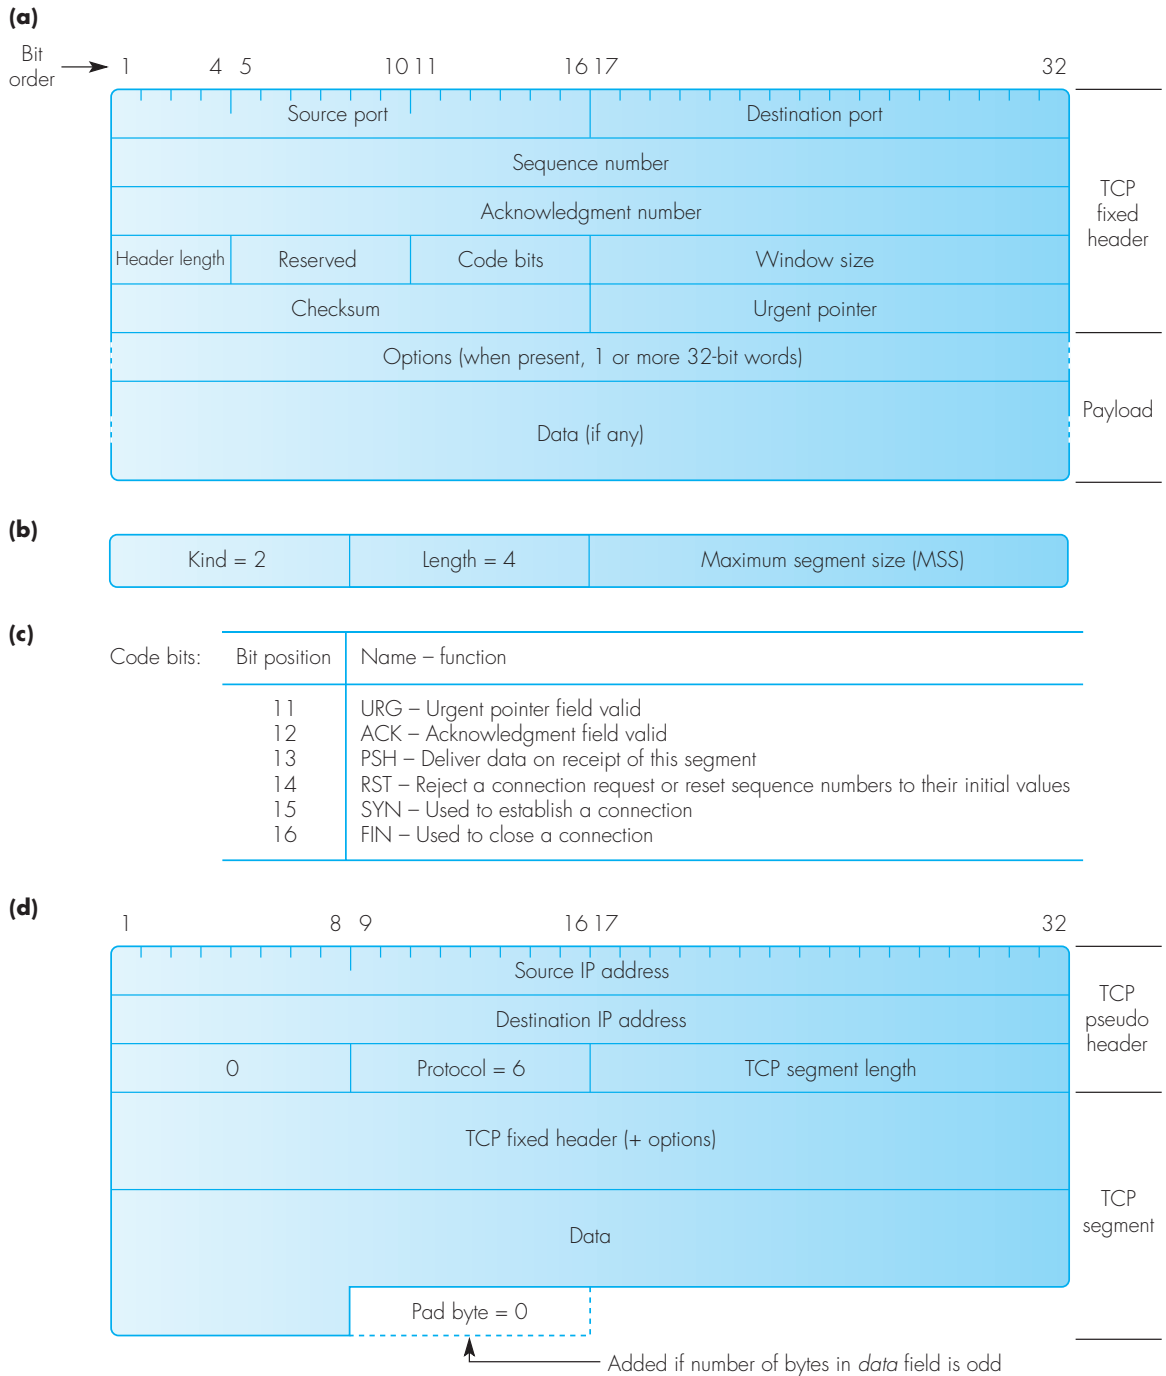 (a)
Bit order
1 4 5 10 11 16 17 32
Source port Destination port
Sequence number
Acknowledgment number
Header length Reserved Code bits Window size
Checksum Urgent pointer
TCP fixed header
Options (when present, 1 or more 32-bit words)
Data (if any)
Payload
(b)
Kind = 2 Length = 4 Maximum segment size (MSS)
(c)
Code bits: Bit position Name – function
11 URG – Urgent pointer field valid
12 ACK – Acknowledgment field valid
13 PSH – Deliver data on receipt of this segment
14 RST – Reject a connection request or reset sequence numbers to their initial values
15 SYN – Used to establish a connection
16 FIN – Used to close a connection
(d)
1 8 9 16 17 32
Source IP address
Destination IP address
0 Protocol = 6 TCP segment length
TCP pseudo header
TCP fixed header (+ options)
Data
TCP segment
Pad byte = 0
Added if number of bytes in data field is odd